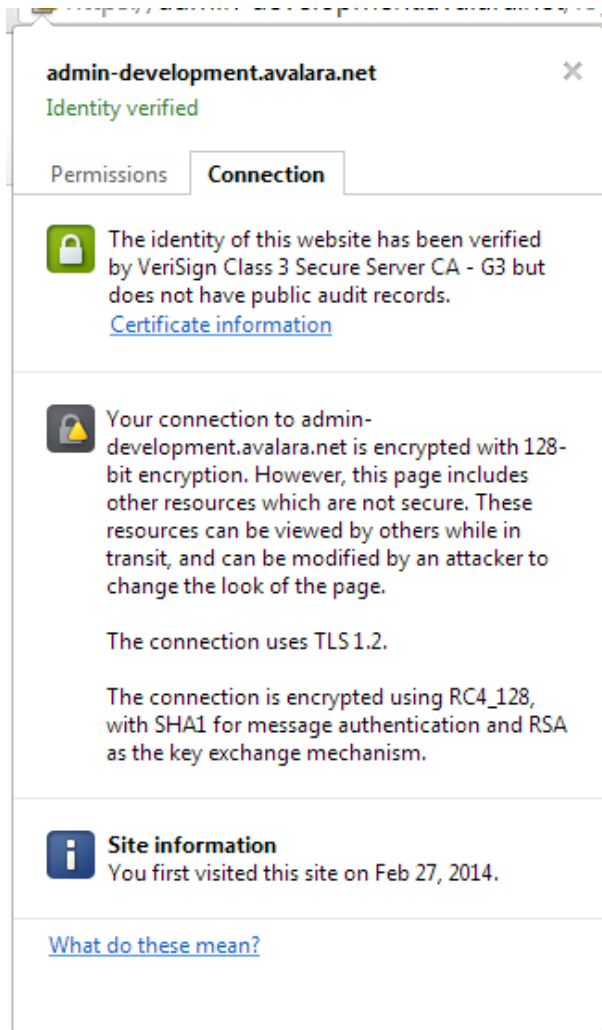 admin-development.avalara.net
Identity verified
Permissions Connection
The identity of this website has been verified
by VeriSign Class 3 Secure Server CA - G3 but
does not have public audit records.
Certificate information
Your connection to admin-
development.avalara.net is encrypted with 128-
bit encryption. However, this page includes
other resources which are not secure. These
resources can be viewed by others while in
transit, and can be modified by an attacker to
change the look of the page.
The connection uses TLS 1.2.
The connection is encrypted using RC4_128,
with SHA1 for message authentication and RSA
as the key exchange mechanism.
Site information
You first visited this site on Feb 27, 2014.
What do these mean?